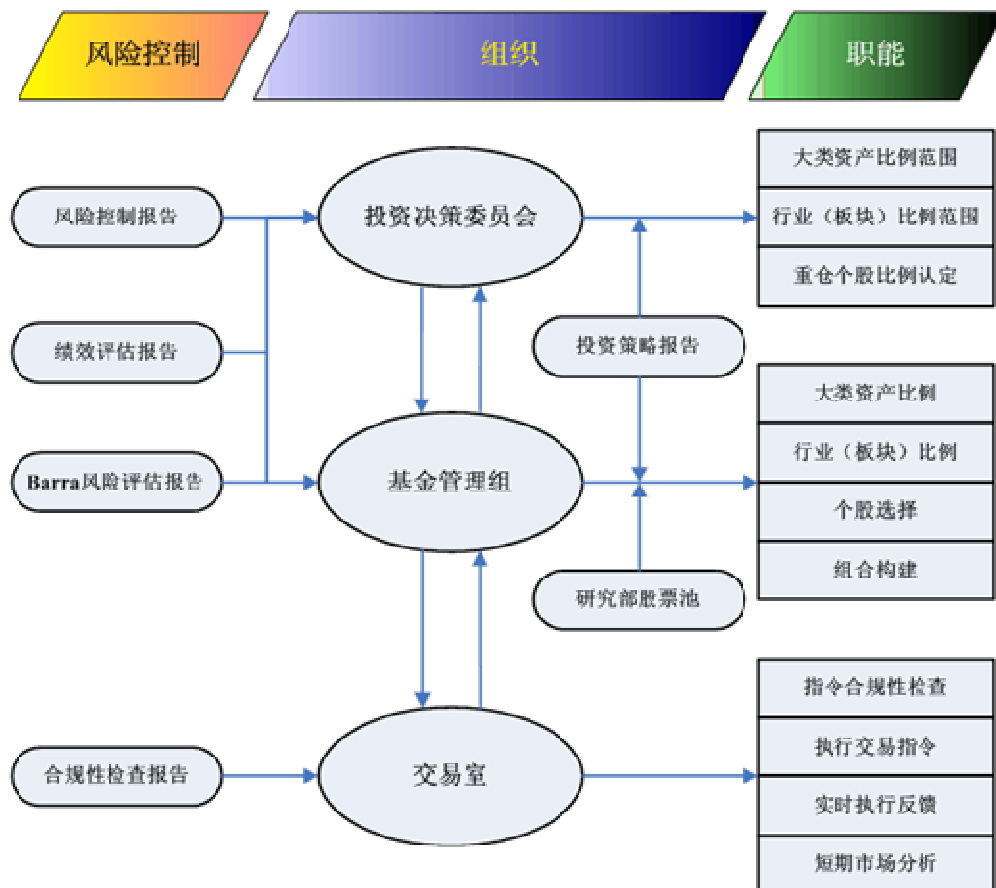 风险控制
组织
职能
风险控制报告
绩效评估报告
Barra风险评估报告
合规性检查报告
投资决策委员会
基金管理组
交易室
投资策略报告
研究部股票池
大类资产比例范围
行业（板块）比例范围
重仓个股比例认定
大类资产比例
行业（板块）比例
个股选择
组合构建
指令合规性检查
执行交易指令
实时执行反馈
短期市场分析